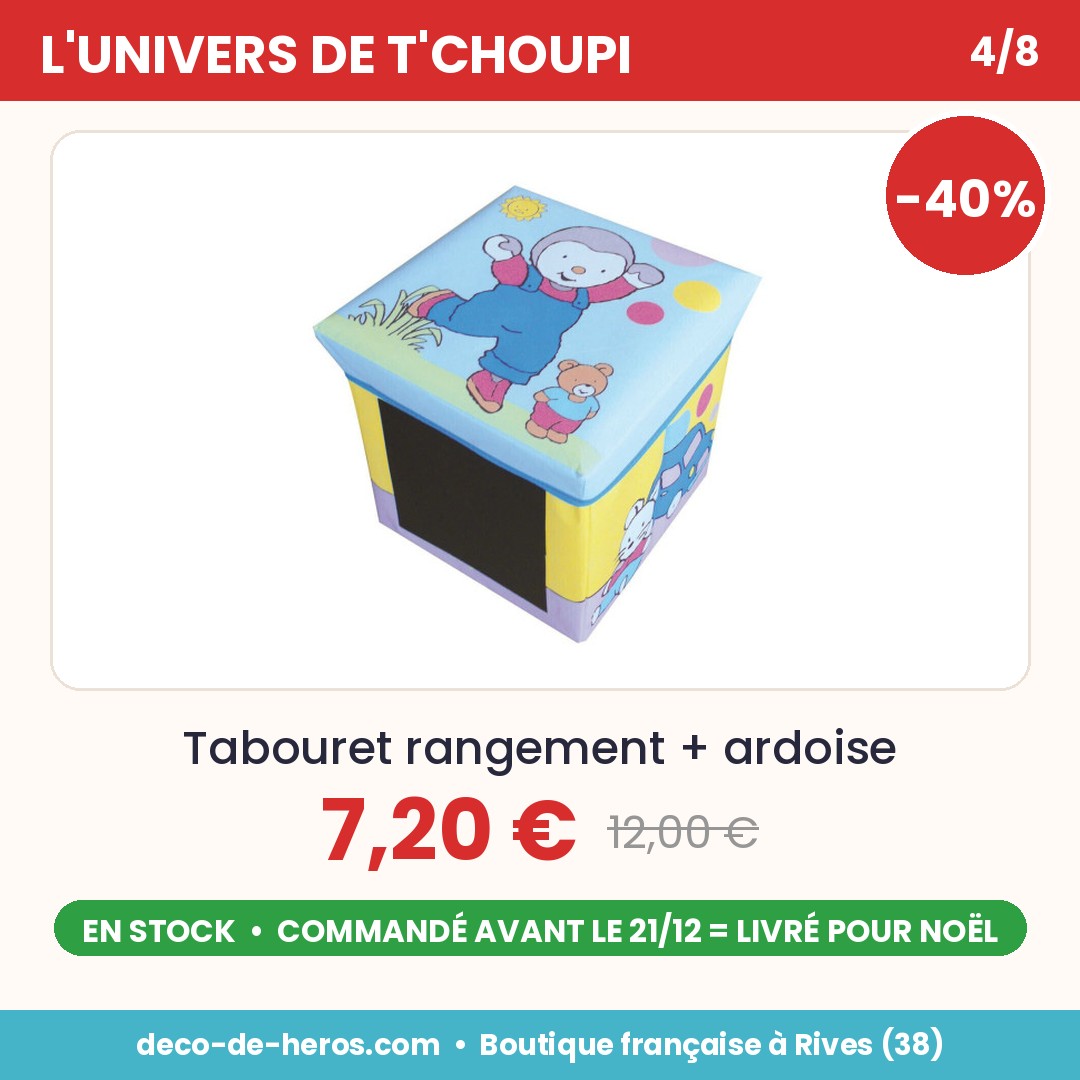 L'UNIVERS DE T'CHOUPI
4/8
-40%
Tabouret rangement + ardoise
7,20 € 12,00 €
EN STOCK • COMMANDÉ AVANT LE 21/12 = LIVRÉ POUR NOËL
deco-de-heros.com • Boutique française à Rives (38)